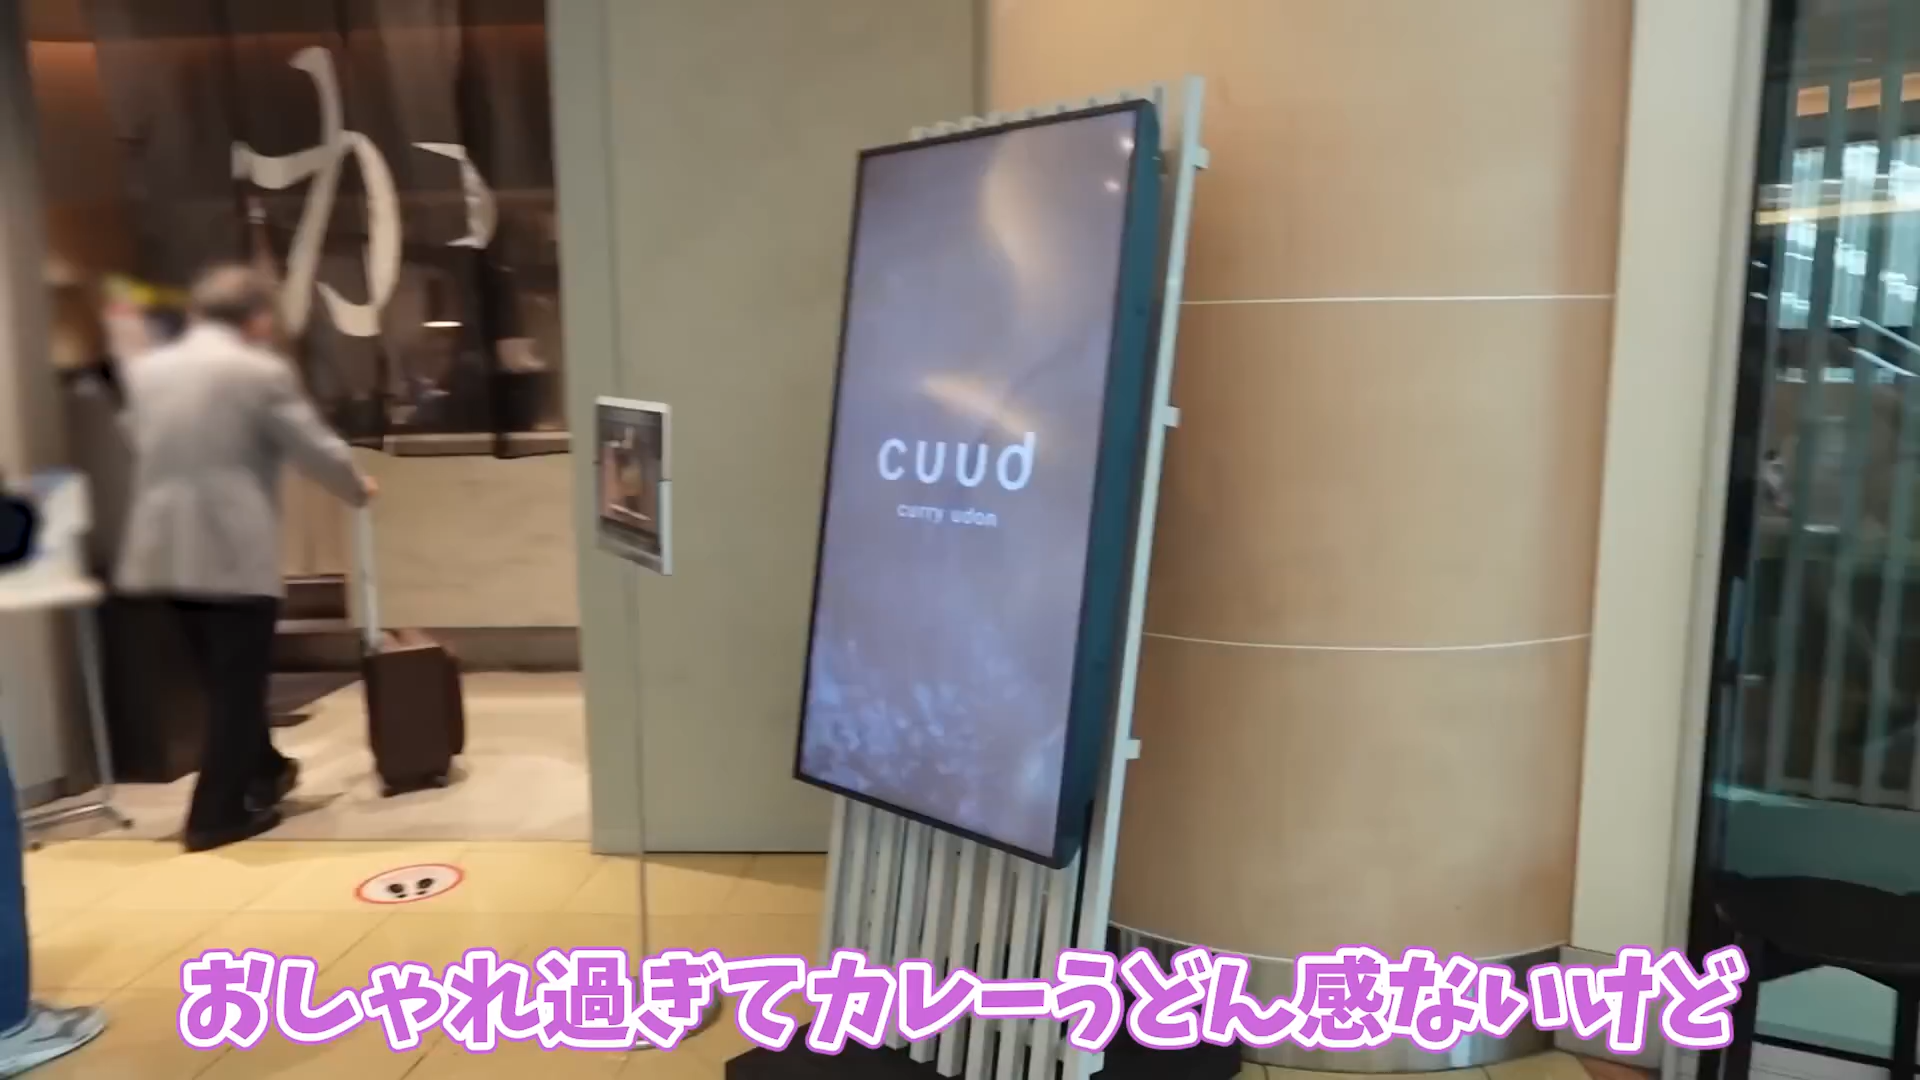 か
cuud
curry udon
おしゃれ過ぎてカレーうどん感ないけど